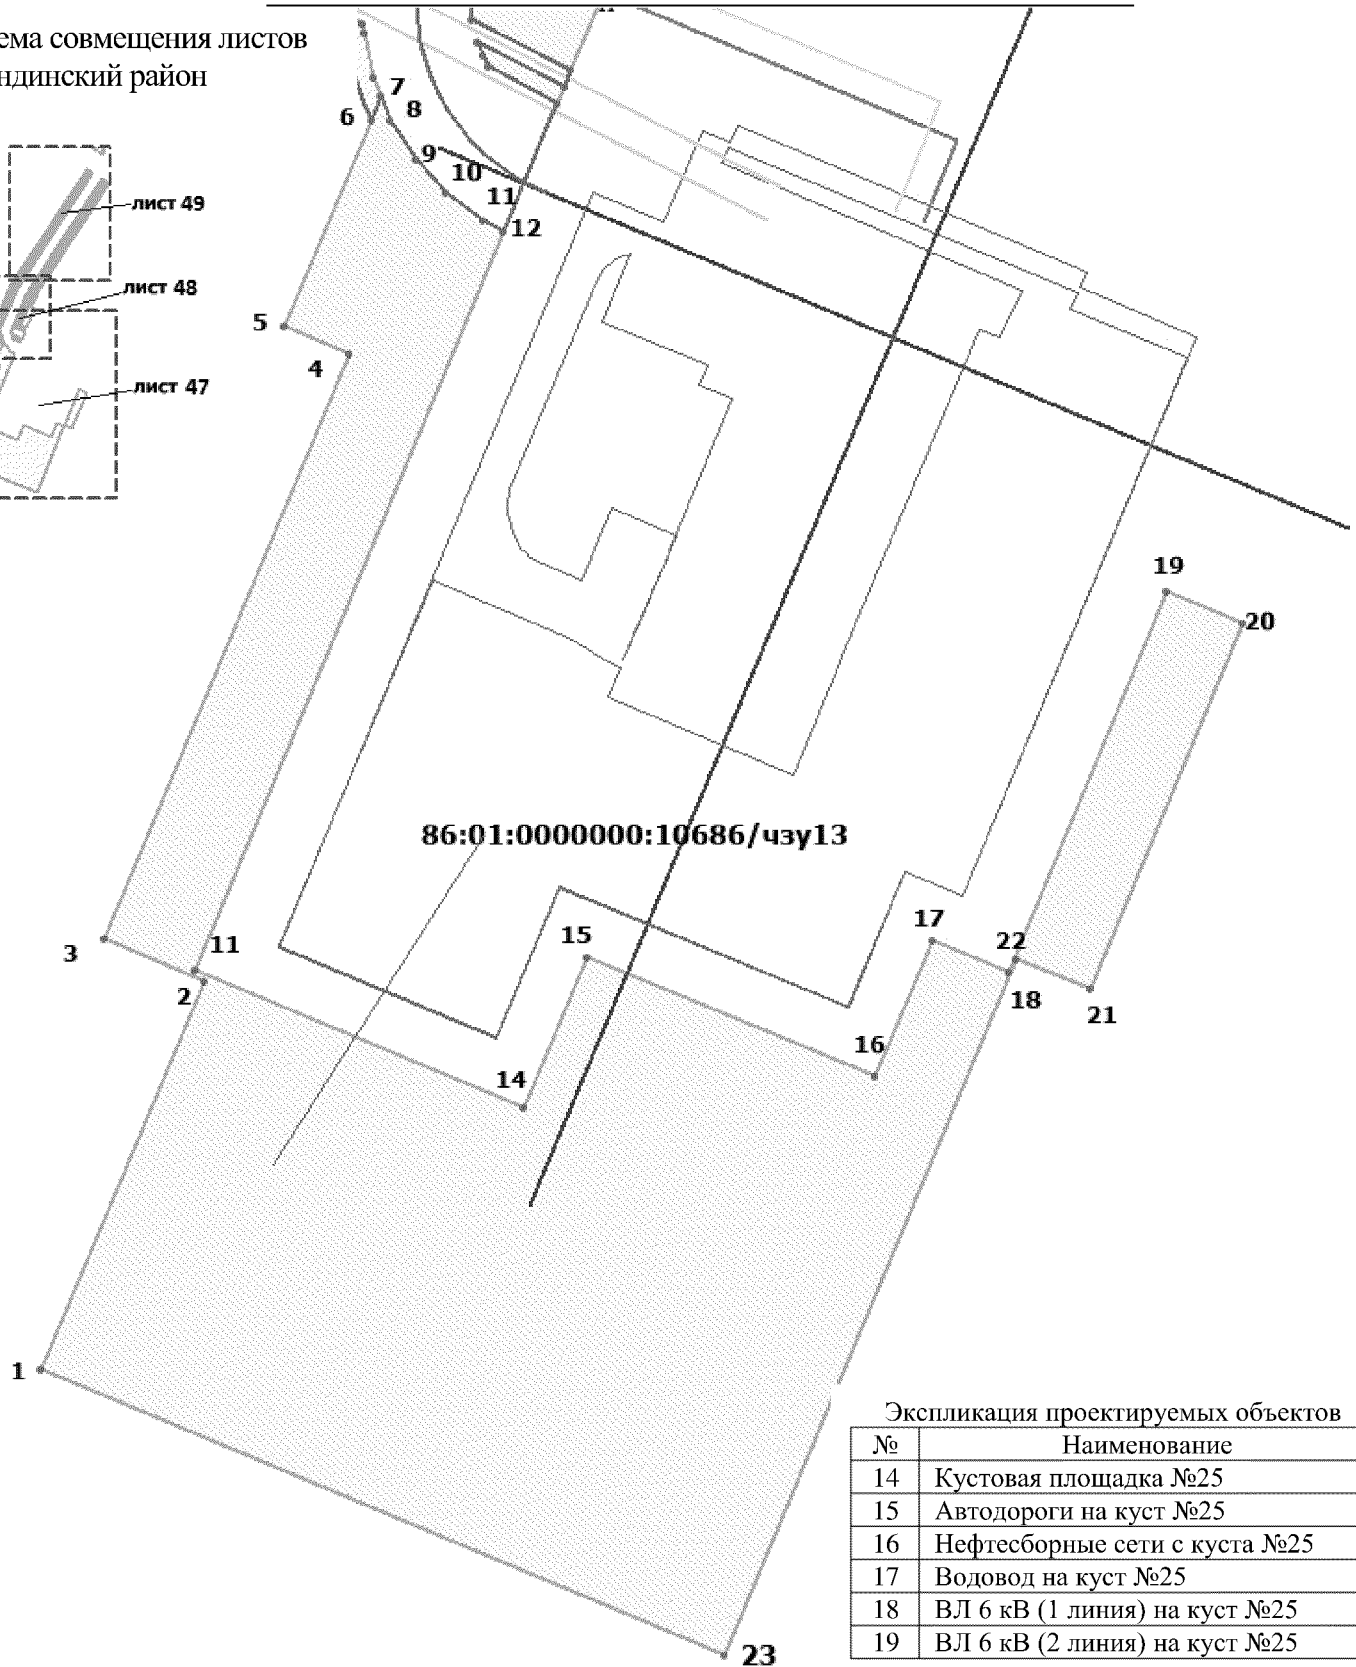 ема совмещения листов
ндинский район
лист 49
лист 48
лист 47
7
8
6
9
10
11
12
5
4
19
20
86:01:0000000:10686/чзу13
3
11
2
15
17
22
18
21
16
14
1
23
Экспликация проектируемых объектов
№ Наименование
14 Кустовая площадка №25
15 Автодороги на куст №25
16 Нефтесборные сети с куста №25
17 Водовод на куст №25
18 ВЛ 6 кВ (1 линия) на куст №25
19 ВЛ 6 кВ (2 линия) на куст №25